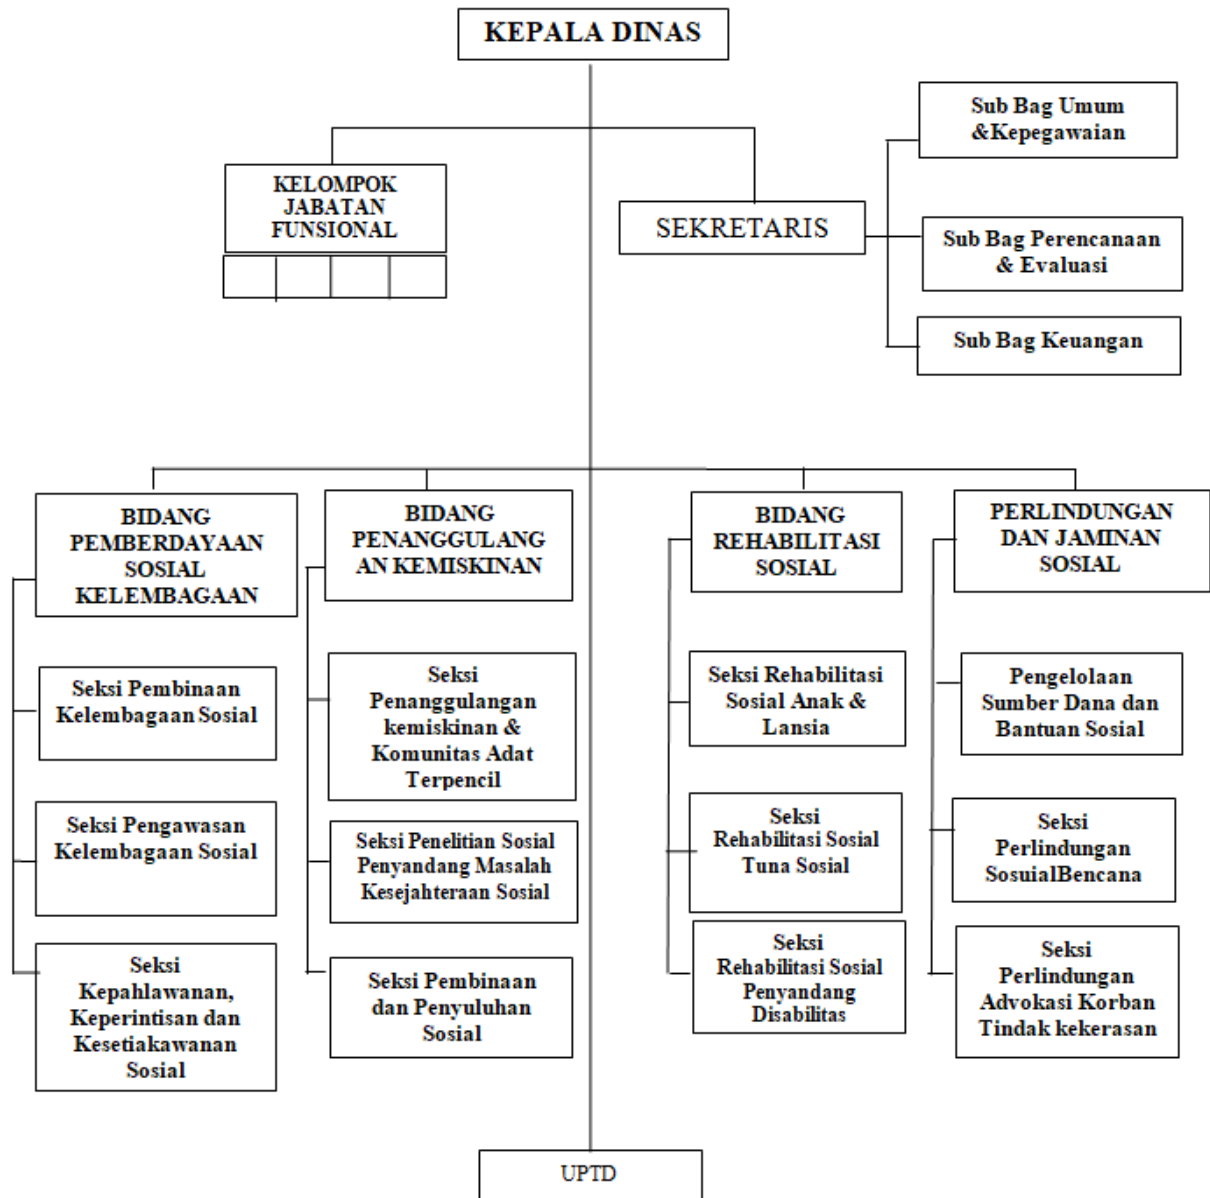 KEPALA DINAS
Sub Bag Umum
&Kepegawaian
KELOMPOK
JABATAN
FUNSIONAL
SEKRETARIS
Sub Bag Perencanaan
& Evaluasi
Sub Bag Keuangan
BIDANG
PEMBERDAYAAN
SOSIAL
KELEMBAGAAN
BIDANG
PENANGGULANG
AN KEMISKINAN
BIDANG
REHABILITASI
SOSIAL
PERLINDUNGAN
DAN JAMINAN
SOSIAL
Seksi Pembinaan
Kelembagaan Sosial
Seksi
Penanggulangan
kemiskinan &
Komunitas Adat
Terpencil
Seksi Rehabilitasi
Sosial Anak &
Lansia
Pengelolaan
Sumber Dana dan
Bantuan Sosial
Seksi Pengawasan
Kelembagaan Sosial
Seksi Penelitian Sosial
Penyandang Masalah
Kesejahteraan Sosial
Seksi
Rehabilitasi Sosial
Tuna Sosial
Seksi
Perlindungan
SosuialBencana
Seksi
Kepahlawanan,
Keperintisan dan
Kesetiakawanan
Sosial
Seksi Pembinaan
dan Penyuluhan
Sosial
Seksi
Rehabilitasi Sosial
Penyandang
Disabilitas
Seksi
Perlindungan
Advokasi Korban
Tindak kekerasan
UPTD